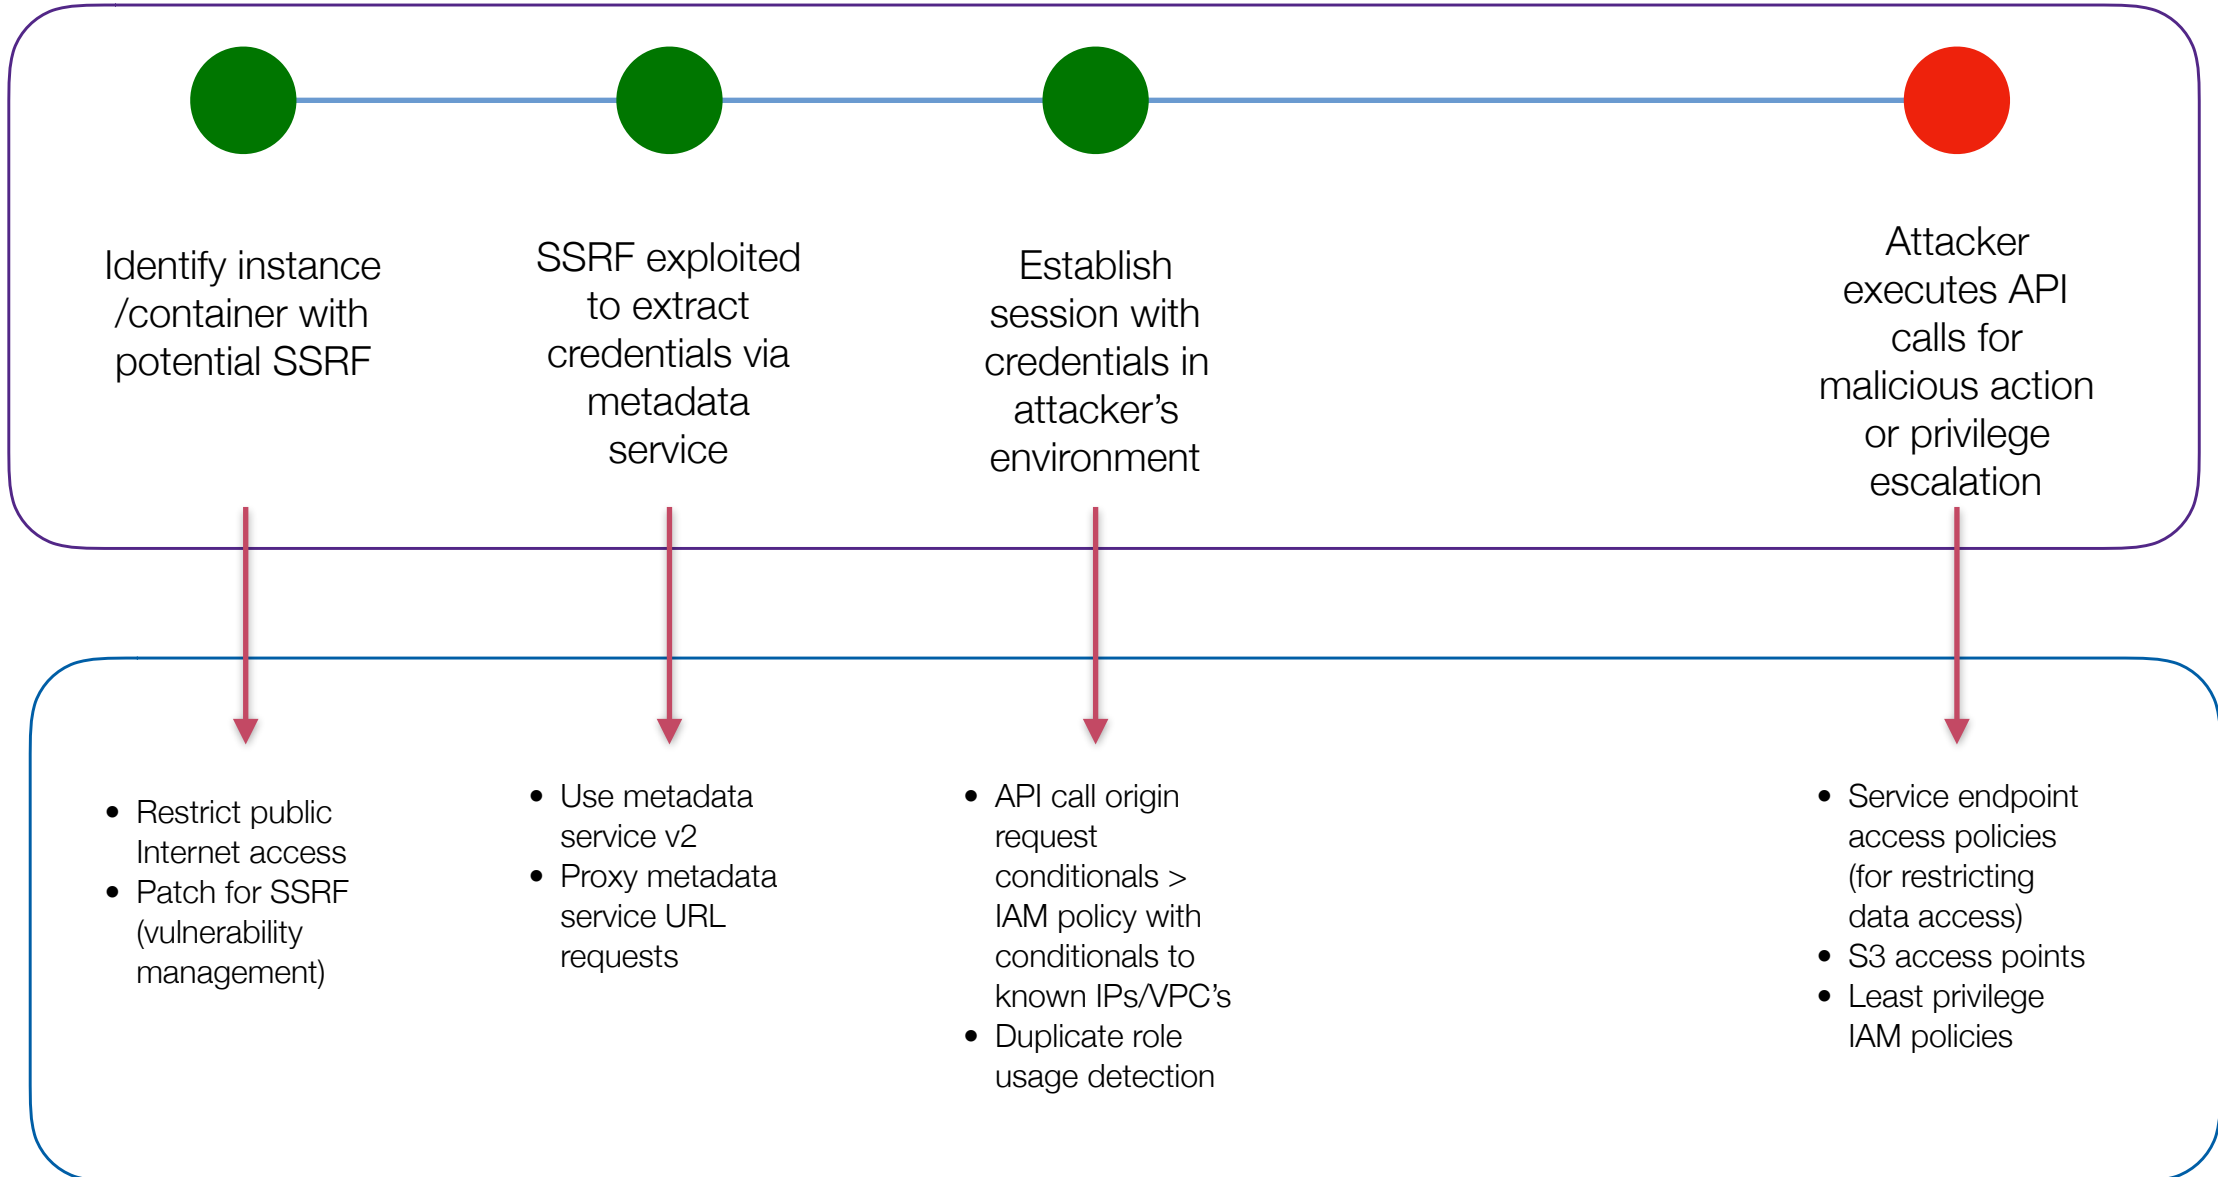 Identify instance
/container with
potential SSRF
SSRF exploited
to extract
credentials via
metadata
service
Establish
session with
credentials in
attacker’s
environment
Attacker
executes API
calls for
malicious action
or privilege
escalation
• Restrict public
Internet access
• Patch for SSRF
(vulnerability
management)
• Use metadata
service v2
• Proxy metadata
service URL
requests
• API call origin
request
conditionals >
IAM policy with
conditionals to
known IPs/VPC’s
• Duplicate role
usage detection
• Service endpoint
access policies
(for restricting
data access)
• S3 access points
• Least privilege
IAM policies